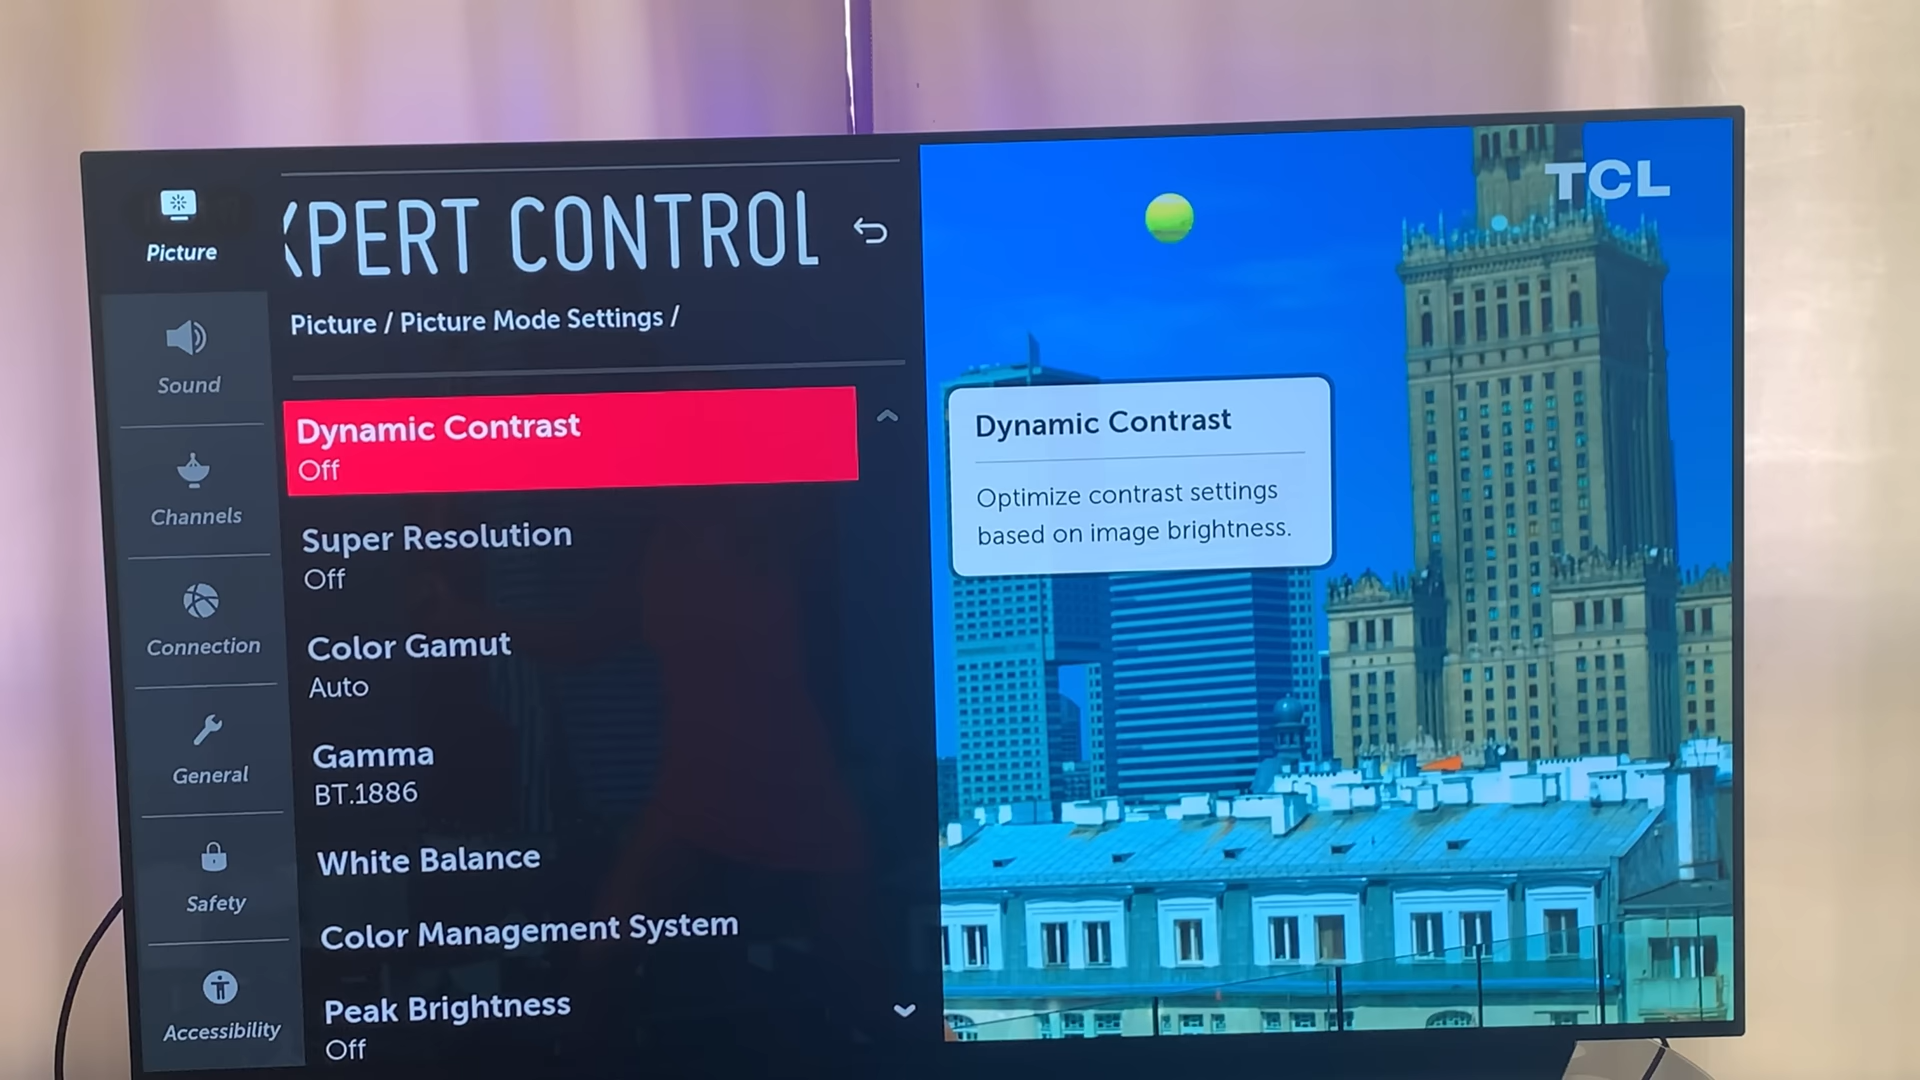 Picture
Sound
Channels
Connection
General
Safety
Accessibility
XPERT CONTROL
Picture / Picture Mode Settings /
Dynamic Contrast
Off
Super Resolution
Off
Color Gamut
Auto
Gamma
BT.1886
White Balance
Color Management System
Peak Brightness
Off
Dynamic Contrast
Optimize contrast settings
based on image brightness.
TCL